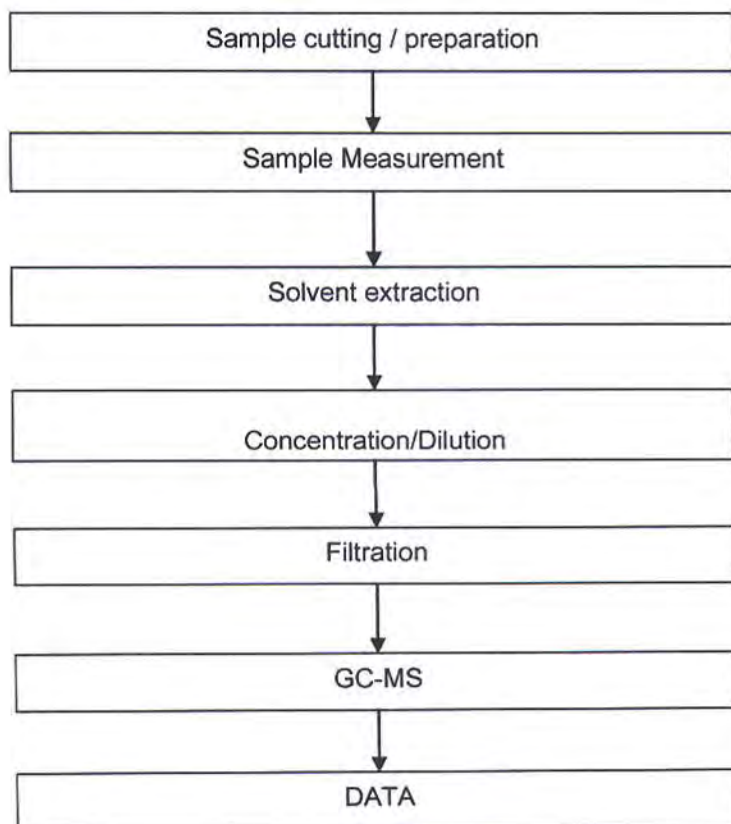 Sample cutting / preparation
Sample Measurement
Solvent extraction
Concentration/Dilution
Filtration
GC-MS
DATA